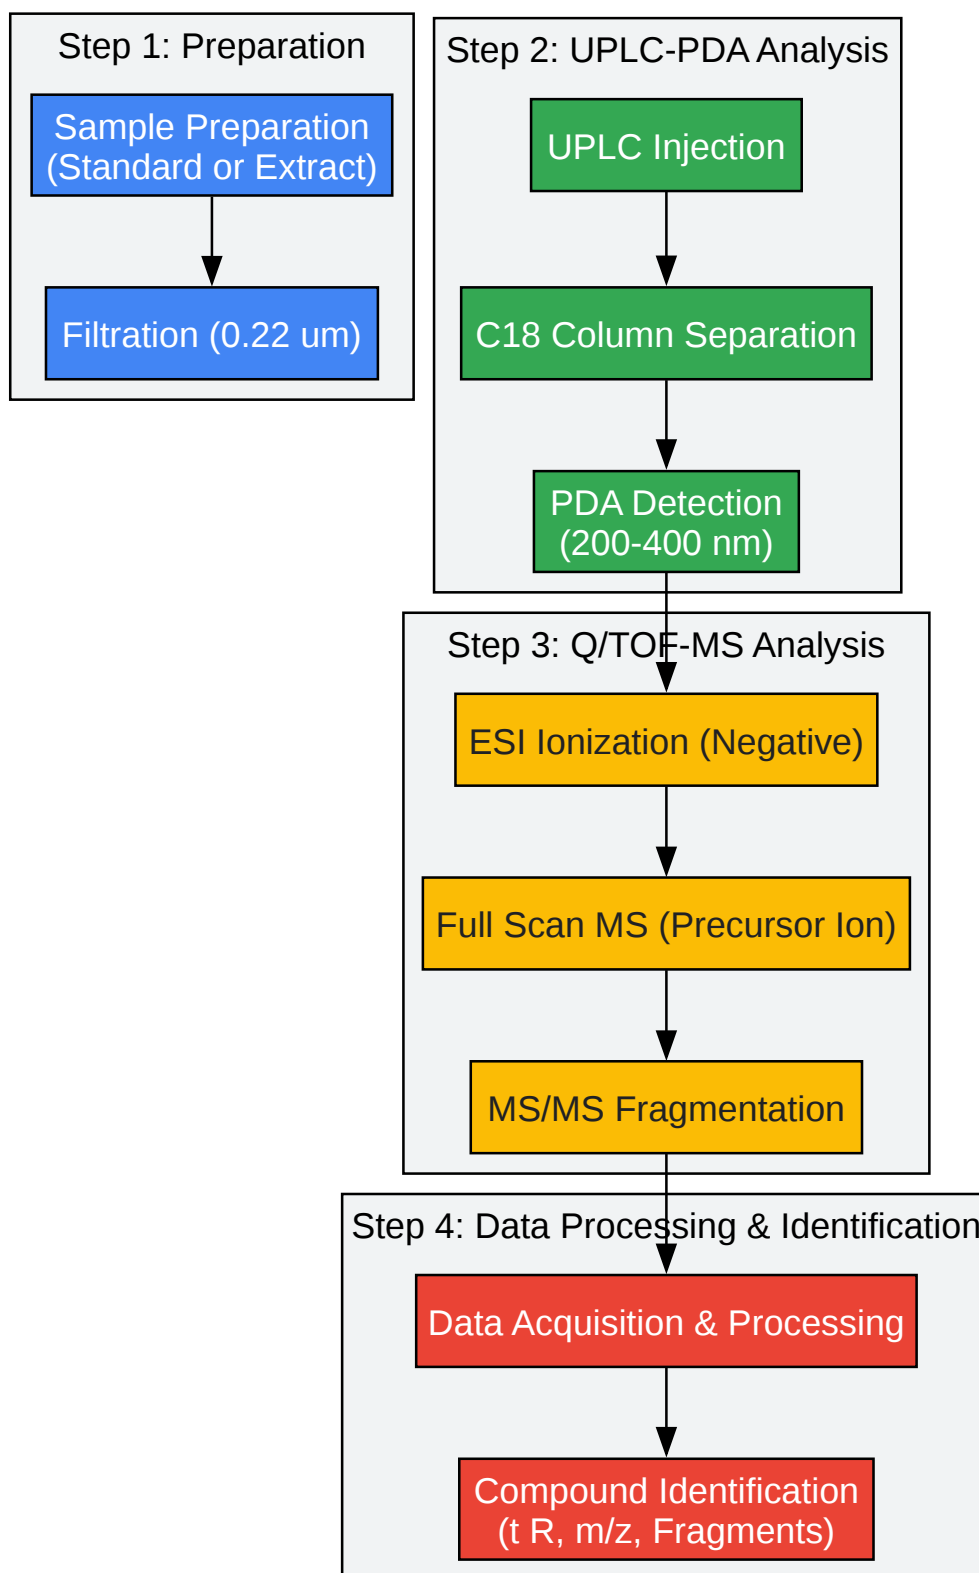 Step 1: Preparation
Sample Preparation
(Standard or Extract)
Filtration (0.22 um)
Step 2: UPLC-PDA Analysis
UPLC Injection
C18 Column Separation
PDA Detection
(200-400 nm)
Step 3: Q/TOF-MS Analysis
ESI Ionization (Negative)
Full Scan MS (Precursor Ion)
MS/MS Fragmentation
Step 4: Data Processing & Identification
Data Acquisition & Processing
Compound Identification
(t R, m/z, Fragments)